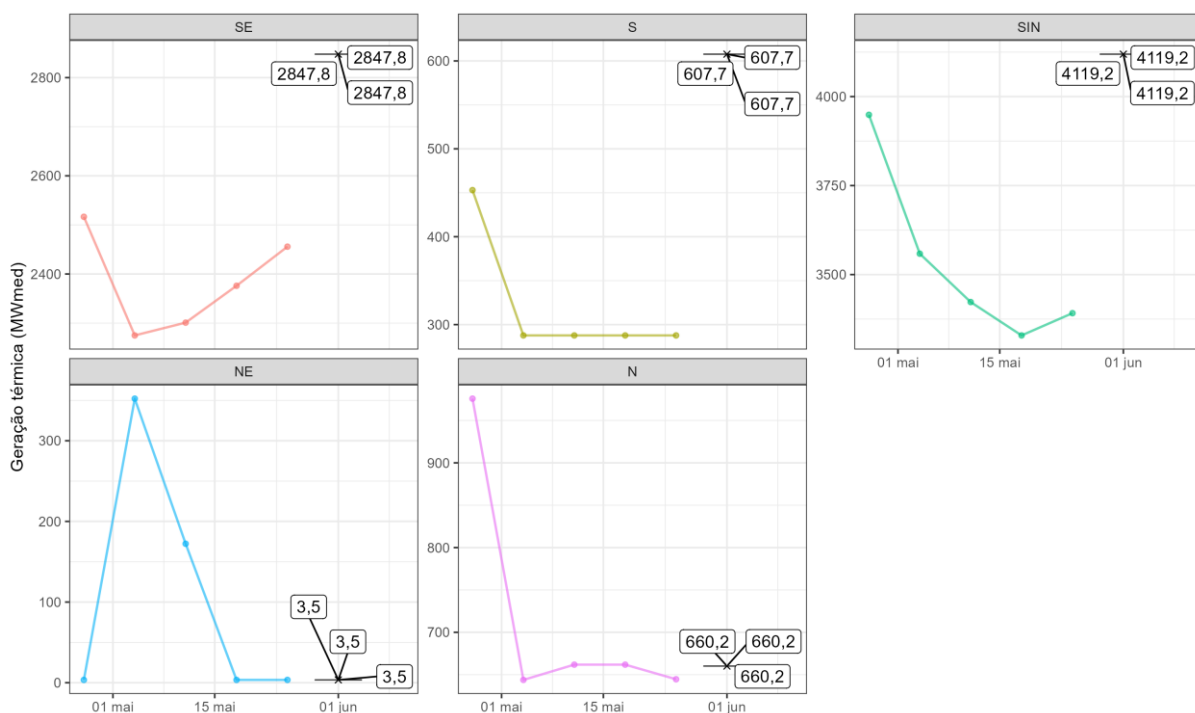 SE
S
SIN
Geração térmica (MWmed)
2800
2600
2400
2847,8
2847,8
2847,8
600
500
400
300
607,7
607,7
607,7
4000
3750
3500
4119,2
4119,2
4119,2
01 mai
15 mai
01 jun
NE
N
300
200
100
0
3,5
3,5
3,5
01 mai
15 mai
01 jun
900
800
700
660,2
660,2
660,2
01 mai
15 mai
01 jun